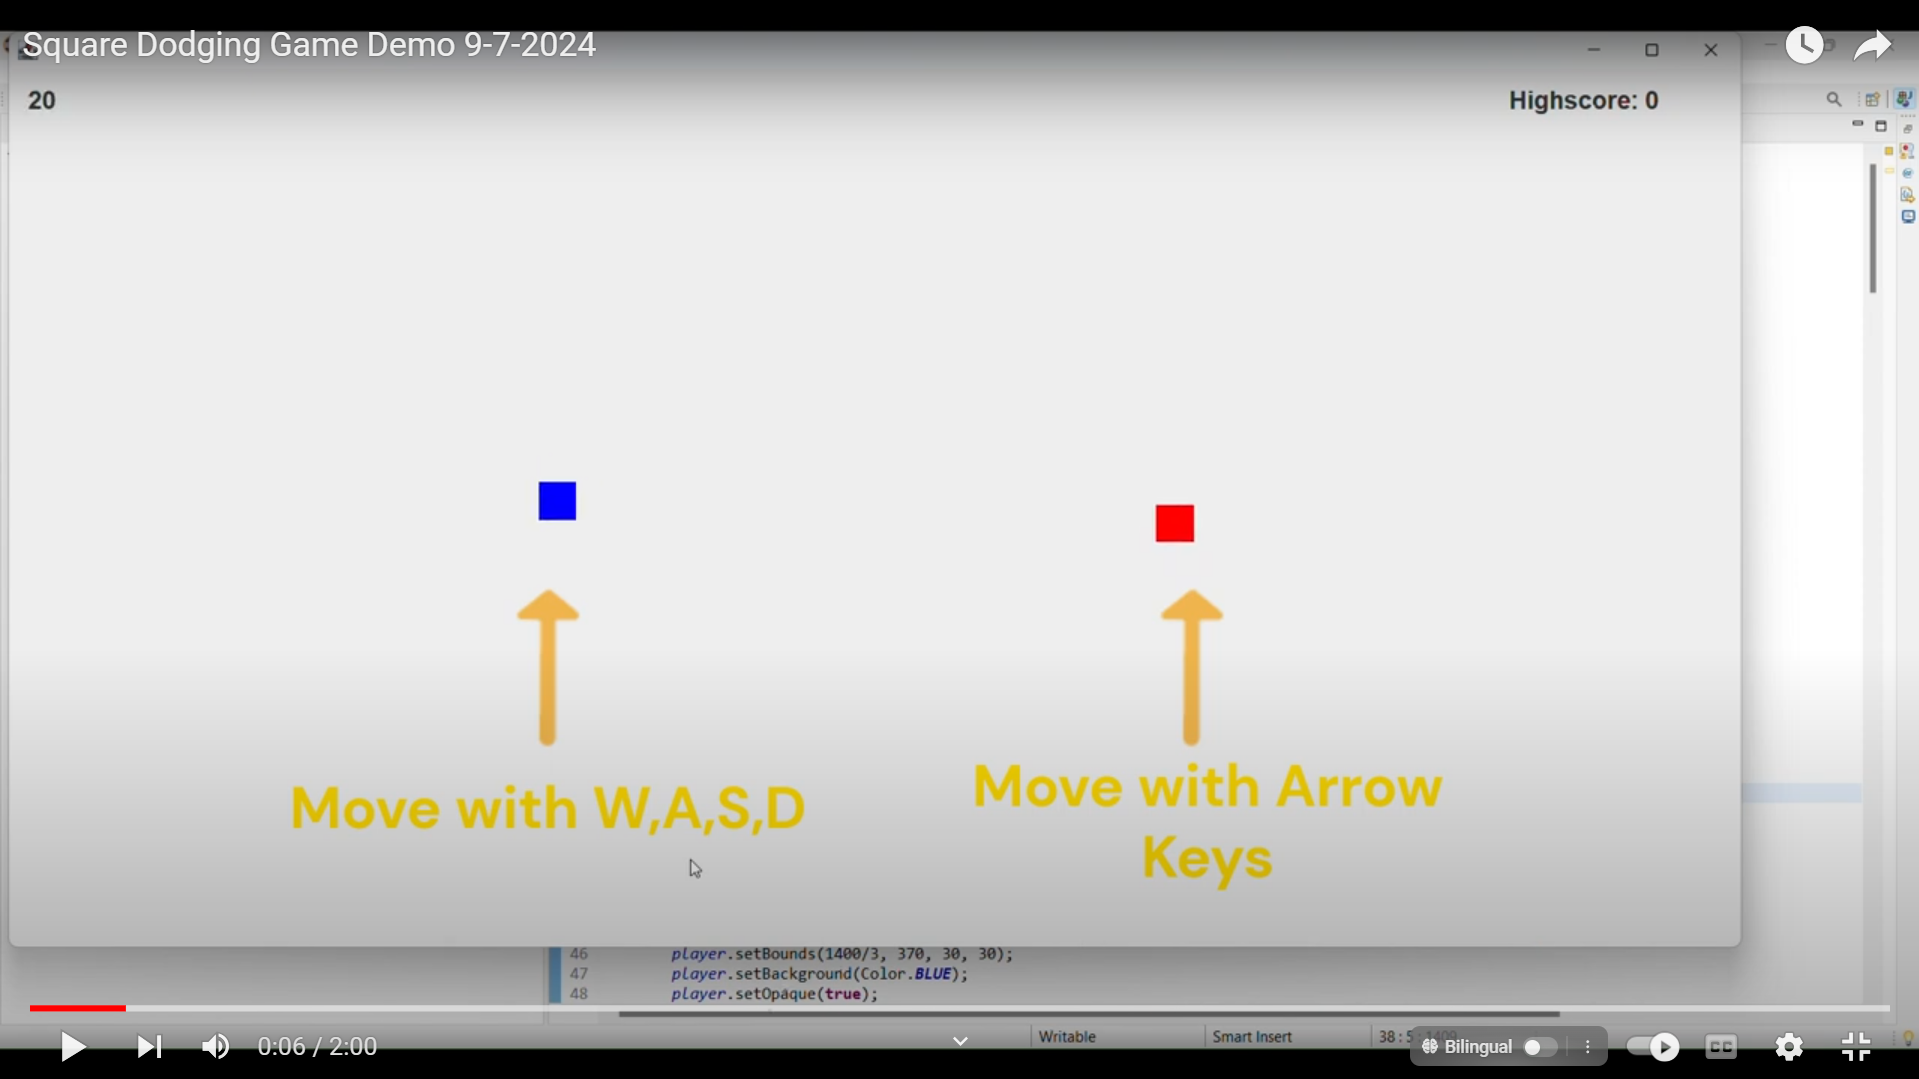 Square Dodging Game Demo 9-7-2024
20
Highscore: 0
Move with W,A,S,D
Move with Arrow
Keys
46 player.setBounds(1400/3, 370, 30, 30);
47 player.setBackground(Color.BLUE);
48 player.setOpaque(true);
0:06 / 2:00
Writable
Smart Insert
38 : 5
Bilingual
CC